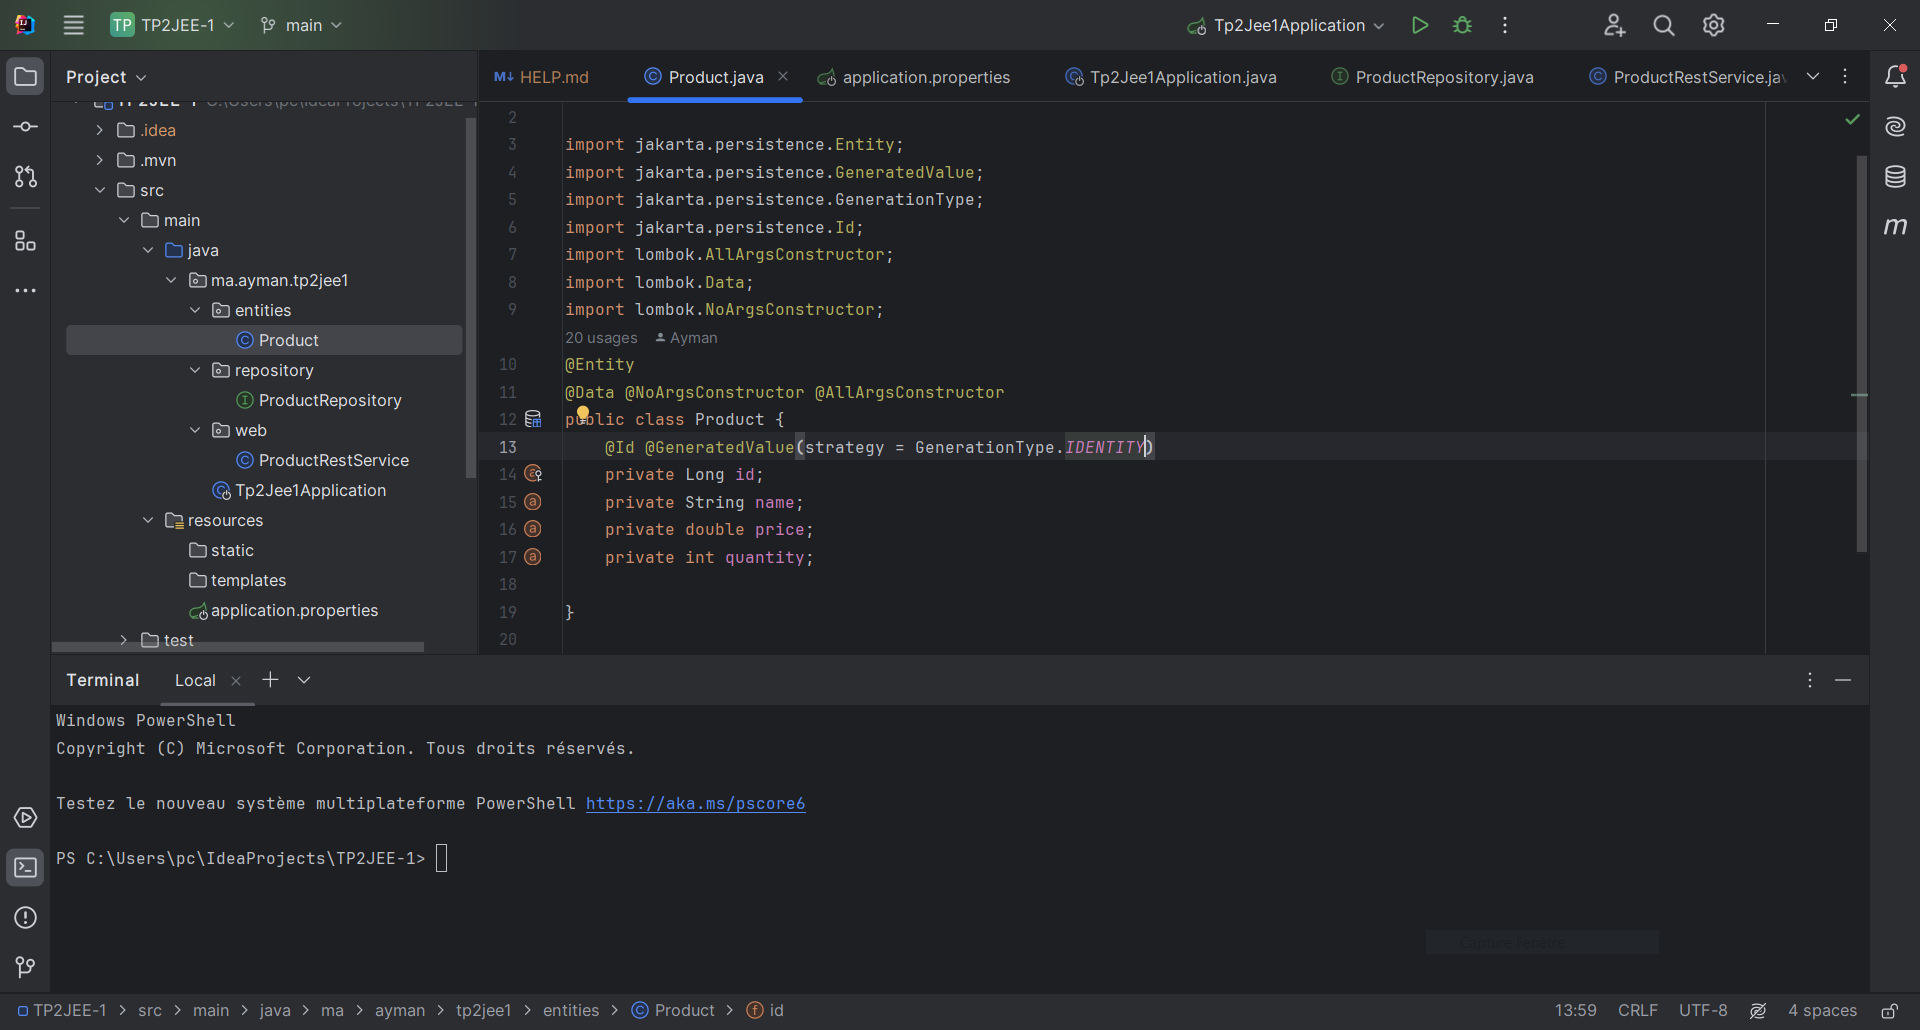 TP TP2JEE-1 main Tp2Jee1Application
Project
.idea
.mvn
src
main
java
ma.ayman.tp2jee1
entities
Product
repository
ProductRepository
web
ProductRestService
Tp2Jee1Application
resources
static
templates
application.properties
test
HELP.md Product.java application.properties Tp2Jee1Application.java ProductRepository.java ProductRestService.ja
2
3 import jakarta.persistence.Entity;
4 import jakarta.persistence.GeneratedValue;
5 import jakarta.persistence.GenerationType;
6 import jakarta.persistence.Id;
7 import lombok.AllArgsConstructor;
8 import lombok.Data;
9 import lombok.NoArgsConstructor;
20 usages Ayman
10 @Entity
11 @Data @NoArgsConstructor @AllArgsConstructor
12 public class Product {
13 @Id @GeneratedValue(strategy = GenerationType.IDENTITY)
14 private Long id;
15 private String name;
16 private double price;
17 private int quantity;
18
19 }
20
Terminal Local
Windows PowerShell
Copyright (C) Microsoft Corporation. Tous droits réservés.
Testez le nouveau système multiplateforme PowerShell https://aka.ms/pscore6
PS C:\Users\pc\IdeaProjects\TP2JEE-1>
TP2JEE-1 > src > main > java > ma > ayman > tp2jee1 > entities > Product > id
13:59 CRLF UTF-8 4 spaces